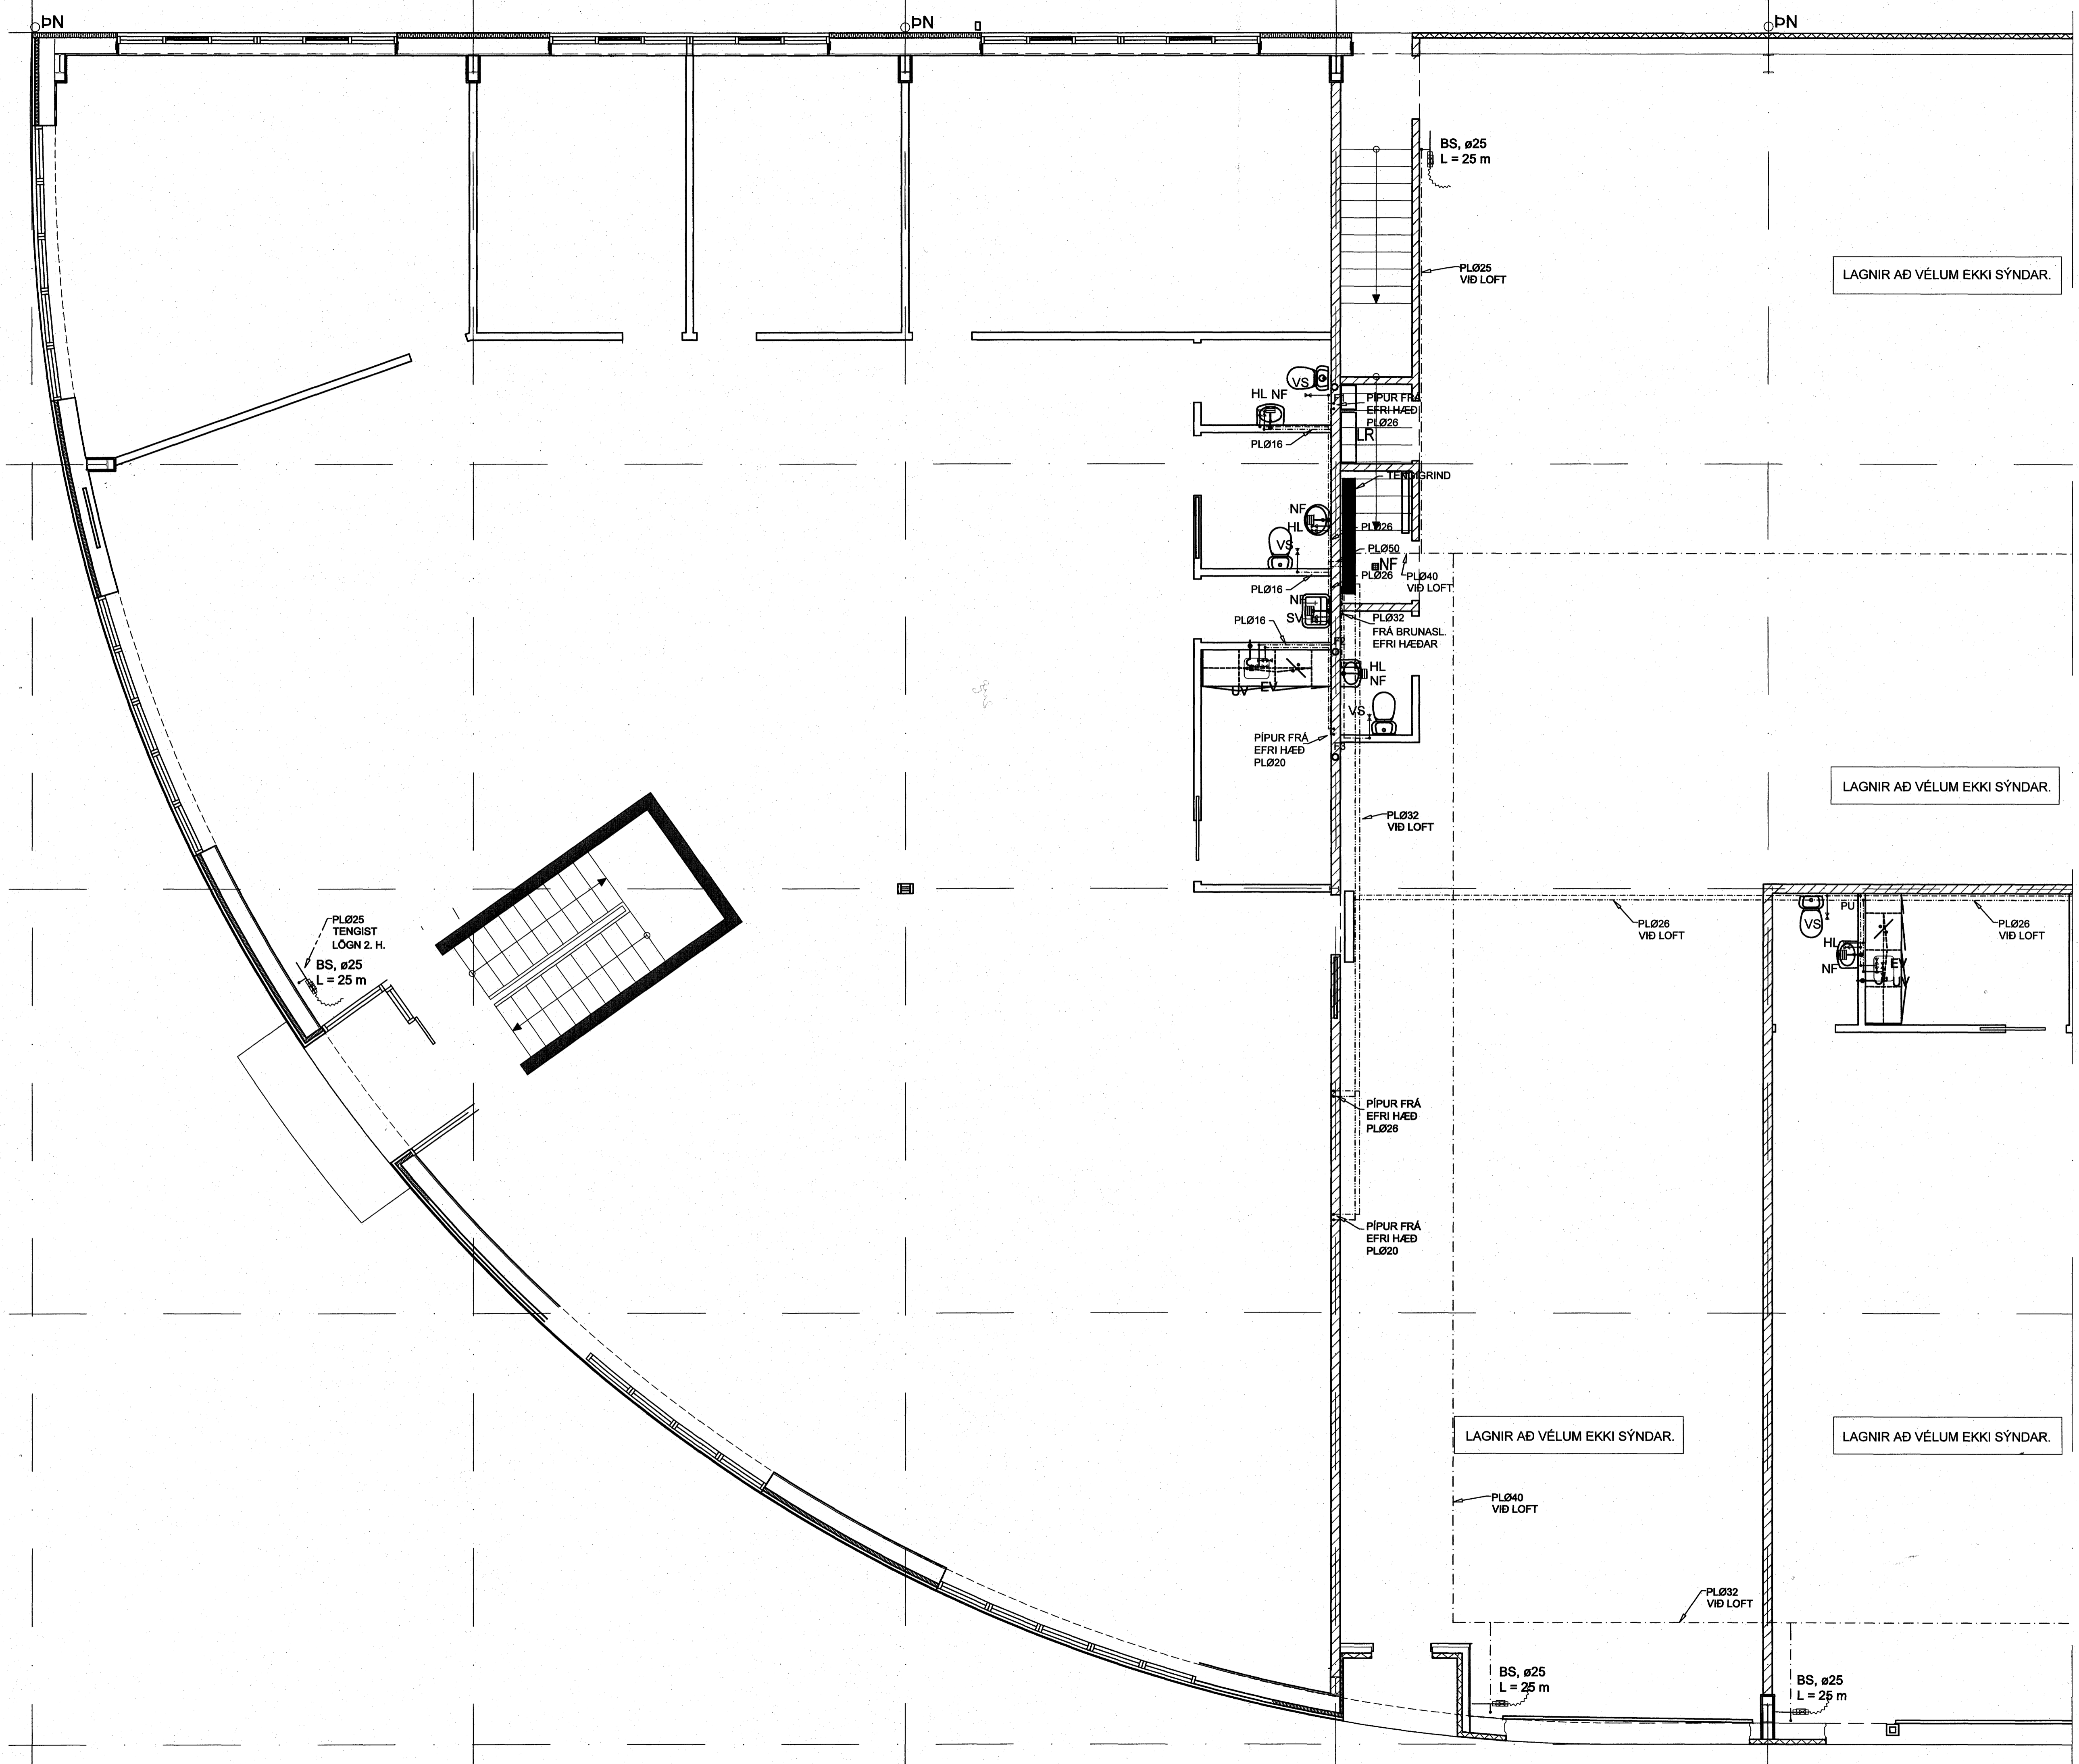 ÞN
ÞN
ÞN
BS, ø25
L = 25 m
PLØ25
VIÐ LOFT
LAGNIR AÐ VÉLUM EKKI SÝNDAR.
VS
HL NF
F1
PÍPUR FRÁ
EFRI HÆÐ
PLØ26
LR
PLØ16
TENGIGRIND
NF
HL
VS
PLØ26
PLØ50
NF
PLØ26
PLØ40
VIÐ LOFT
PLØ16
NF
SV
PLØ16
PLØ32
FRÁ BRUNASL.
EFRI HÆÐAR
F2
HL
NF
UV
EV
VS
PÍPUR FRÁ
EFRI HÆÐ
PLØ20
F3
LAGNIR AÐ VÉLUM EKKI SÝNDAR.
PLØ32
VIÐ LOFT
PLØ25
TENGIST
LÖGN 2. H.
BS, ø25
L = 25 m
PLØ26
VIÐ LOFT
VS
PU
HL
NF
EV
UV
PLØ26
VIÐ LOFT
PÍPUR FRÁ
EFRI HÆÐ
PLØ26
PÍPUR FRÁ
EFRI HÆÐ
PLØ20
LAGNIR AÐ VÉLUM EKKI SÝNDAR.
LAGNIR AÐ VÉLUM EKKI SÝNDAR.
PLØ40
VIÐ LOFT
PLØ32
VIÐ LOFT
BS, ø25
L = 25 m
BS, ø25
L = 25 m